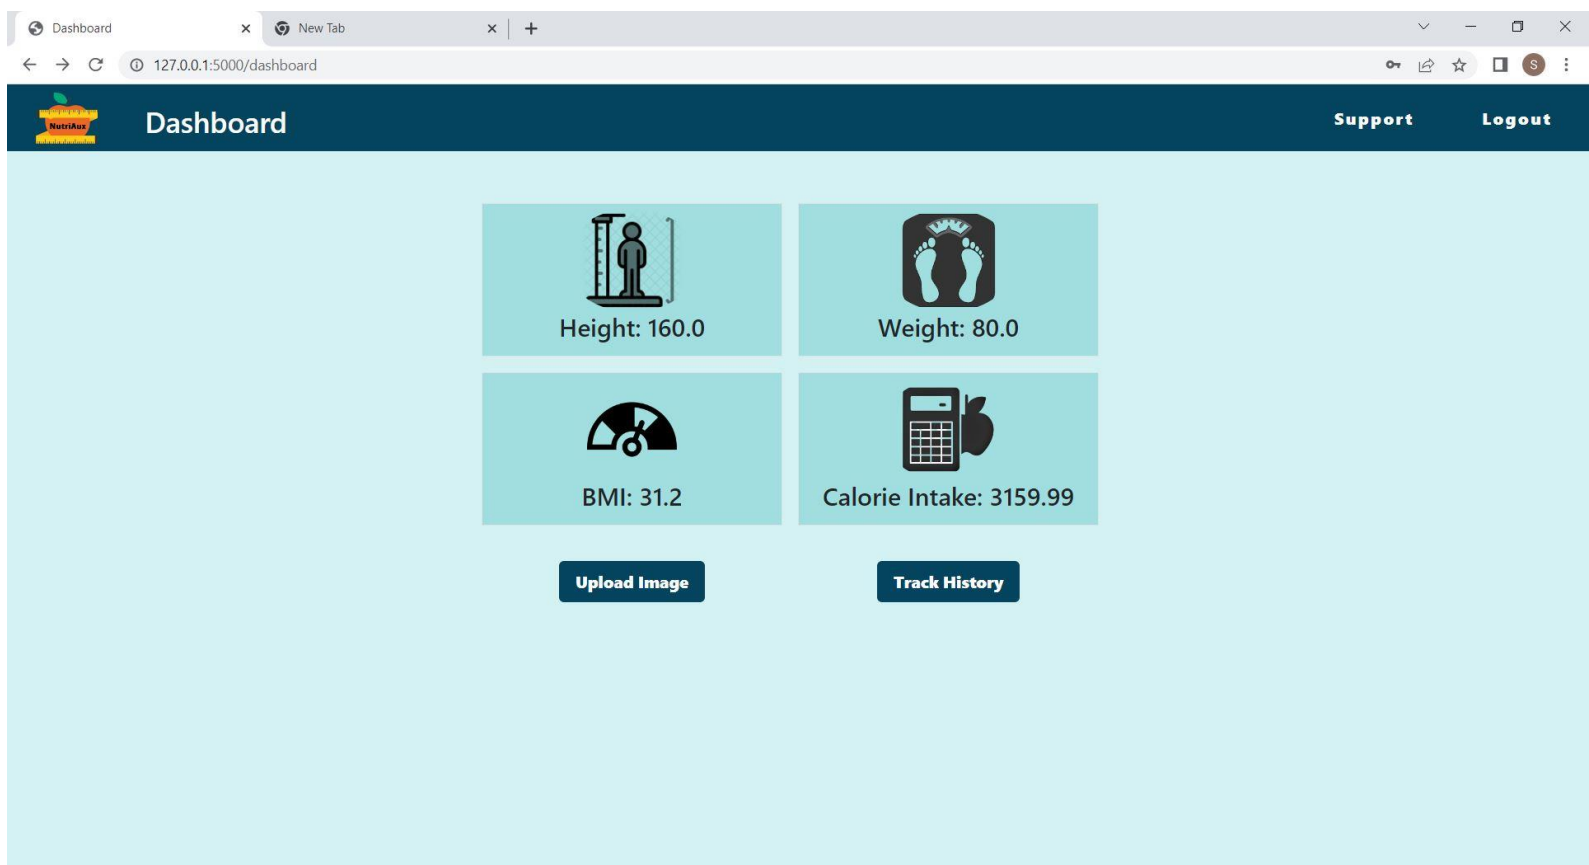 Dashboard
New Tab
127.0.0.1:5000/dashboard
S
NutriAux
Dashboard
Support
Logout
Height: 160.0
Weight: 80.0
BMI: 31.2
Calorie Intake: 3159.99
Upload Image
Track History